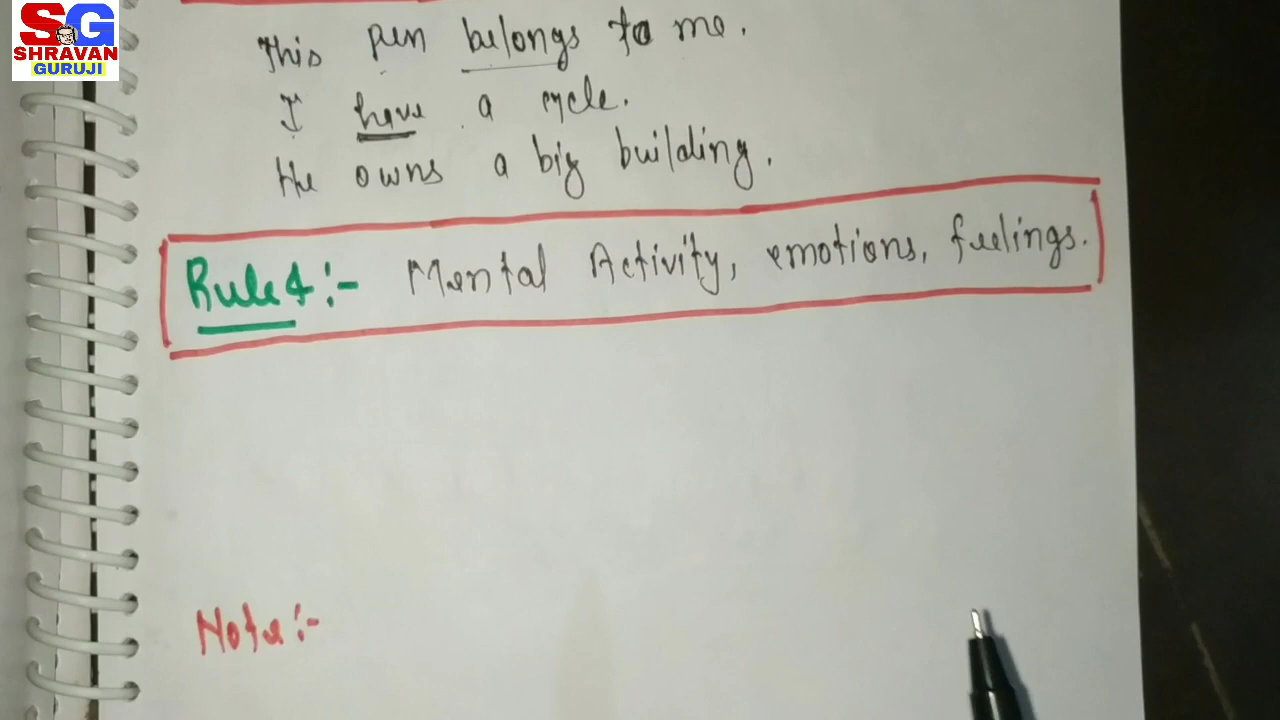 SG
SHRAVAN
GURUJI
This pen belongs to me.
I have a cycle.
He owns a big building.
Rule 4:- Mental Activity, emotions, feelings.
Note:-